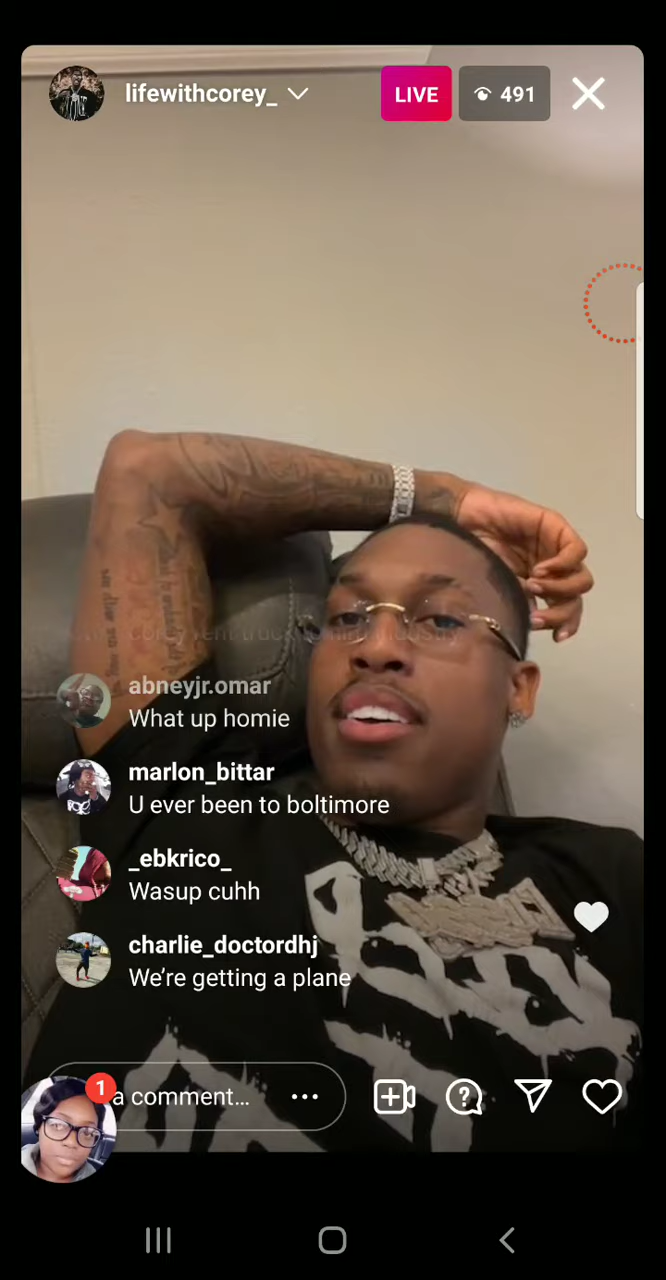 lifewithcorey_
LIVE
491
abneyjr.omar
What up homie
marlon_bittar
U ever been to boltimore
_ebkrico_
Wasup cuhh
charlie_doctordhj
We're getting a plane
a comment...
1